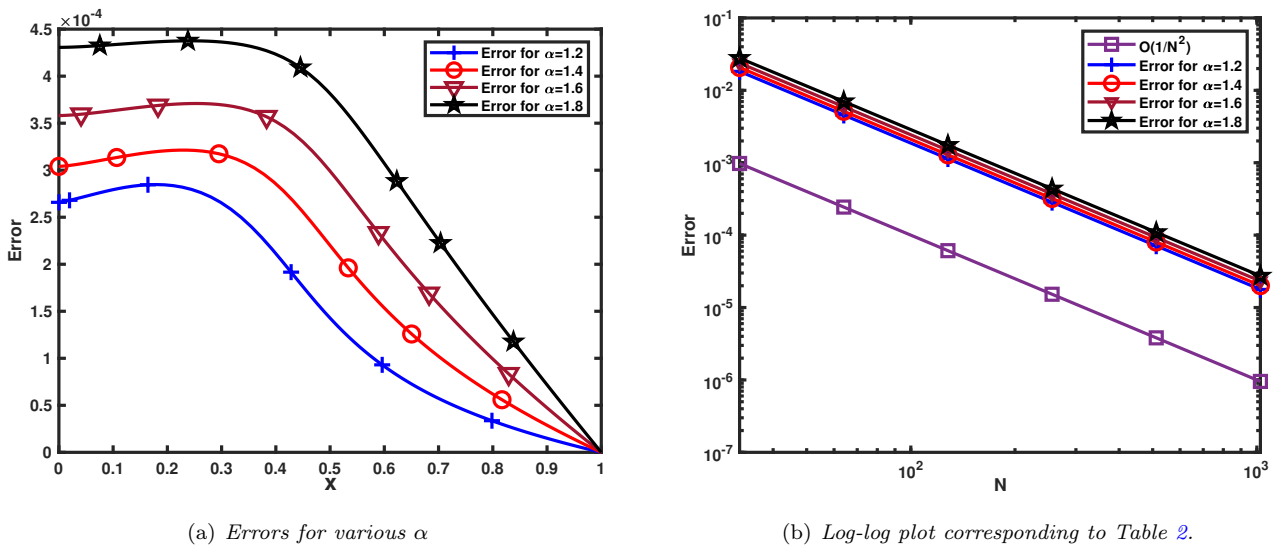 ×10⁻⁴
4.5
4
3.5
3
2.5
2
1.5
1
0.5
0
Error
0 0.1 0.2 0.3 0.4 0.5 0.6 0.7 0.8 0.9 1
X
Error for α=1.2
Error for α=1.4
Error for α=1.6
Error for α=1.8
(a) Errors for various α
10⁻¹
10⁻²
10⁻³
10⁻⁴
10⁻⁵
10⁻⁶
10⁻⁷
Error
10² 10³
N
O(1/N²)
Error for α=1.2
Error for α=1.4
Error for α=1.6
Error for α=1.8
(b) Log-log plot corresponding to Table 2.